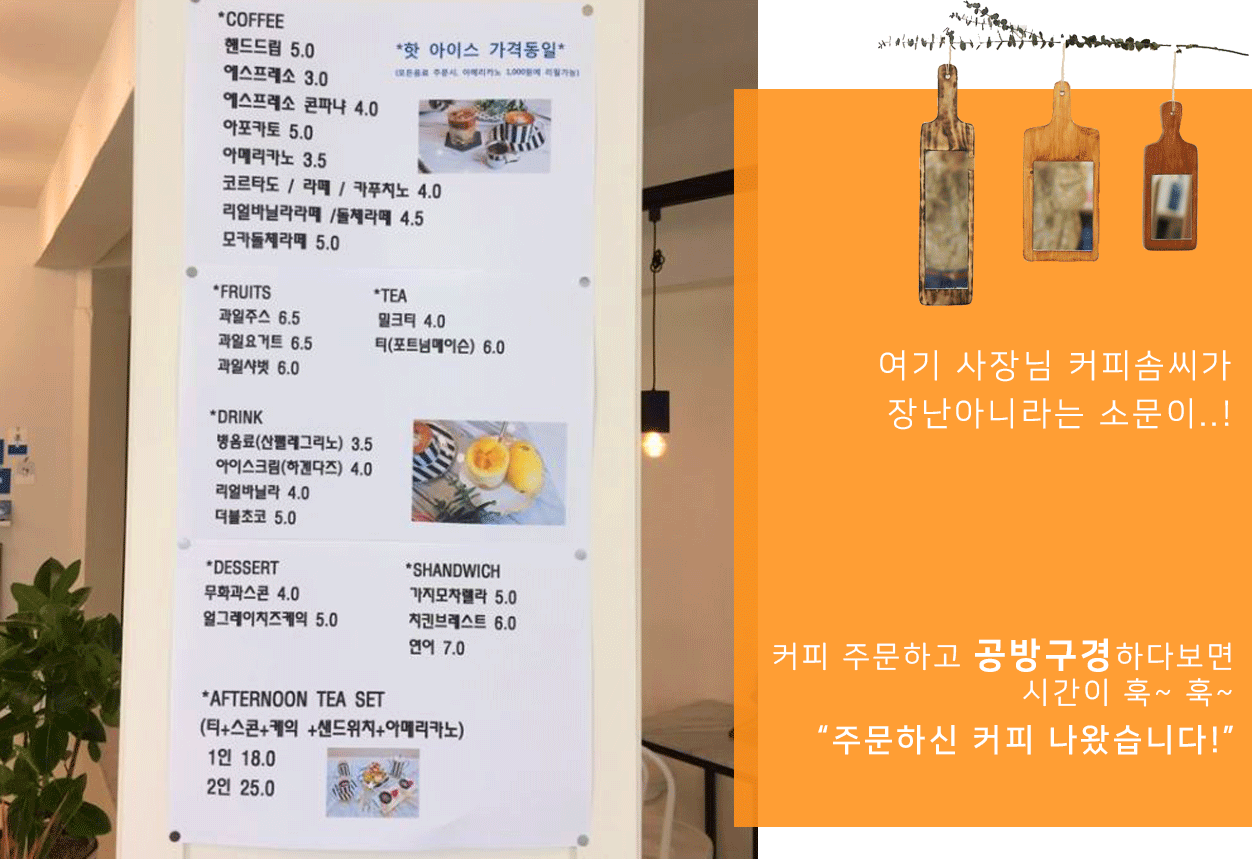 *COFFEE
핸드드립 5.0
*핫 아이스 가격동일*
(모든음료 주문시, 아메리카노 1,000원에 리필가능)
에스프레소 3.0
에스프레소 콘파냐 4.0
아포카토 5.0
아메리카노 3.5
코르타도 / 라떼 / 카푸치노 4.0
리얼바닐라라떼 /돌체라떼 4.5
모카돌체라떼 5.0
*FRUITS
과일주스 6.5
과일요거트 6.5
과일샤벳 6.0
*TEA
밀크티 4.0
티(포트넘메이슨) 6.0
*DRINK
병음료(산펠레그리노) 3.5
아이스크림(하겐다즈) 4.0
리얼바닐라 4.0
더블초코 5.0
*DESSERT
무화과스콘 4.0
얼그레이치즈케익 5.0
*SHANDWICH
가지모차렐라 5.0
치킨브레스트 6.0
연어 7.0
*AFTERNOON TEA SET
(티+스콘+케익 +샌드위치+아메리카노)
1인 18.0
2인 25.0
여기 사장님 커피솜씨가
장난아니라는 소문이..!
커피 주문하고 공방구경하다보면
시간이 훅~ 훅~
“주문하신 커피 나왔습니다!”